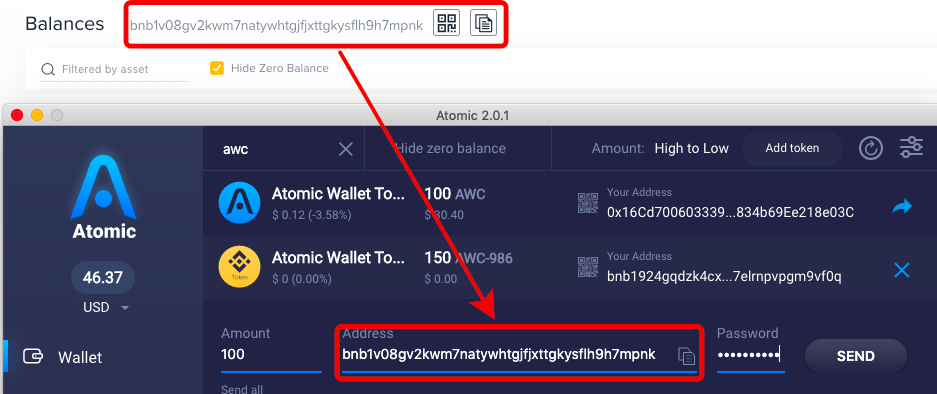 Balances bnb1v08gv2kwm7natywhtgjfjxttgkysflh9h7mpnk
Filtered by asset Hide Zero Balance
Atomic 2.0.1
awc Hide zero balance Amount: High to Low Add token
Atomic Wallet To... 100 AWC Your Address
$ 0.12 (-3.58%) $ 30.40 0x16Cd700603339...834b69Ee218e03C
Atomic
Atomic Wallet To... 150 AWC-986 Your Address
Token $ 0 (0.00%) $ 0.00 bnb1924gqdzk4cx...7elrnpvpgm9vf0q
46.37
USD
Amount Address Password
100 bnb1v08gv2kwm7natywhtgjfjxttgkysflh9h7mpnk •••••••••• SEND
Wallet
Send all